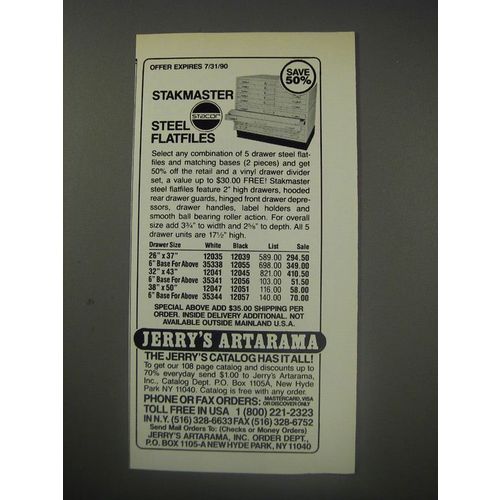 OFFER EXPIRES 7/31/90
SAVE
50%
STAKMASTER
stacor
STEEL
FLATFILES
Select any combination of 5 drawer steel flat-
files and matching bases (2 pieces) and get
50% off the retail and a vinyl drawer divider
set, a value up to $30.00 FREE! Stakmaster
steel flatfiles feature 2" high drawers, hooded
rear drawer guards, hinged front drawer depre-
pressors, drawer handles, label holders and
smooth ball bearing roller action. For overall
size add 3¾" to width and 2⅝" to depth. All 5
drawer units are 17½" high.
Drawer Size White Black List Sale
26" x 37" 12035 12039 589.00 294.50
6" Base For Above 35338 12055 698.00 349.00
32" x 43" 12041 12045 821.00 410.50
6" Base For Above 35341 12056 103.00 51.50
38" x 50" 12047 12051 116.00 58.00
6" Base For Above 35344 12057 140.00 70.00
SPECIAL ABOVE ADD $35.00 SHIPPING PER
ORDER. INSIDE DELIVERY ADDITIONAL. NOT
AVAILABLE OUTSIDE MAINLAND U.S.A.
JERRY'S ARTARAMA
THE JERRY'S CATALOG HAS IT ALL!
To get our 108 page catalog and discounts up to
70% everyday send $1.00 to Jerry's Artarama,
Inc., Catalog Dept. P.O. Box 1105A, New Hyde
Park NY 11040. Catalog is free with any order.
PHONE OR FAX ORDERS: MASTERCARD, VISA
OR DISCOVER ONLY
TOLL FREE IN USA 1 (800) 221-2323
IN N.Y. (516) 328-6633 FAX (516) 328-6752
Send Mail Orders To: (Checks or Money Orders)
JERRY'S ARTARAMA, INC. ORDER DEPT.,
P.O. BOX 1105-A NEW HYDE PARK, NY 11040